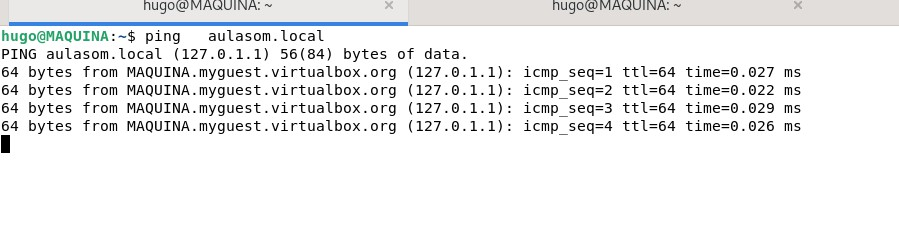 hugo@MAQUINA: ~ × hugo@MAQUINA: ~ ×
hugo@MAQUINA:~$ ping   aulasom.local
PING aulasom.local (127.0.1.1) 56(84) bytes of data.
64 bytes from MAQUINA.myguest.virtualbox.org (127.0.1.1): icmp_seq=1 ttl=64 time=0.027 ms
64 bytes from MAQUINA.myguest.virtualbox.org (127.0.1.1): icmp_seq=2 ttl=64 time=0.022 ms
64 bytes from MAQUINA.myguest.virtualbox.org (127.0.1.1): icmp_seq=3 ttl=64 time=0.029 ms
64 bytes from MAQUINA.myguest.virtualbox.org (127.0.1.1): icmp_seq=4 ttl=64 time=0.026 ms